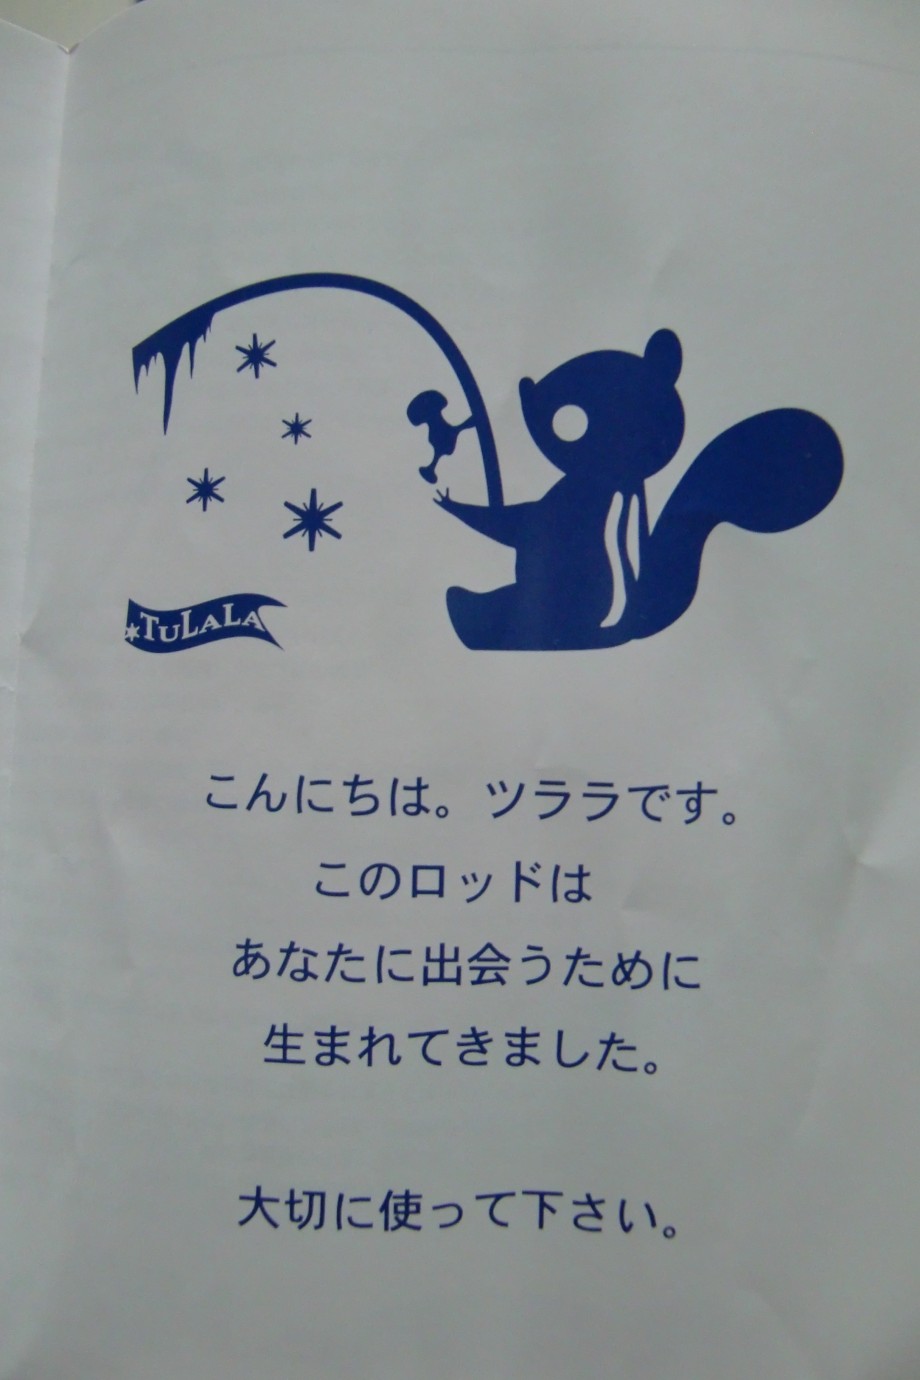 *TULALA
こんにちは。ツララです。
このロッドは
あなたに出会うために
生まれてきました。
大切に使って下さい。